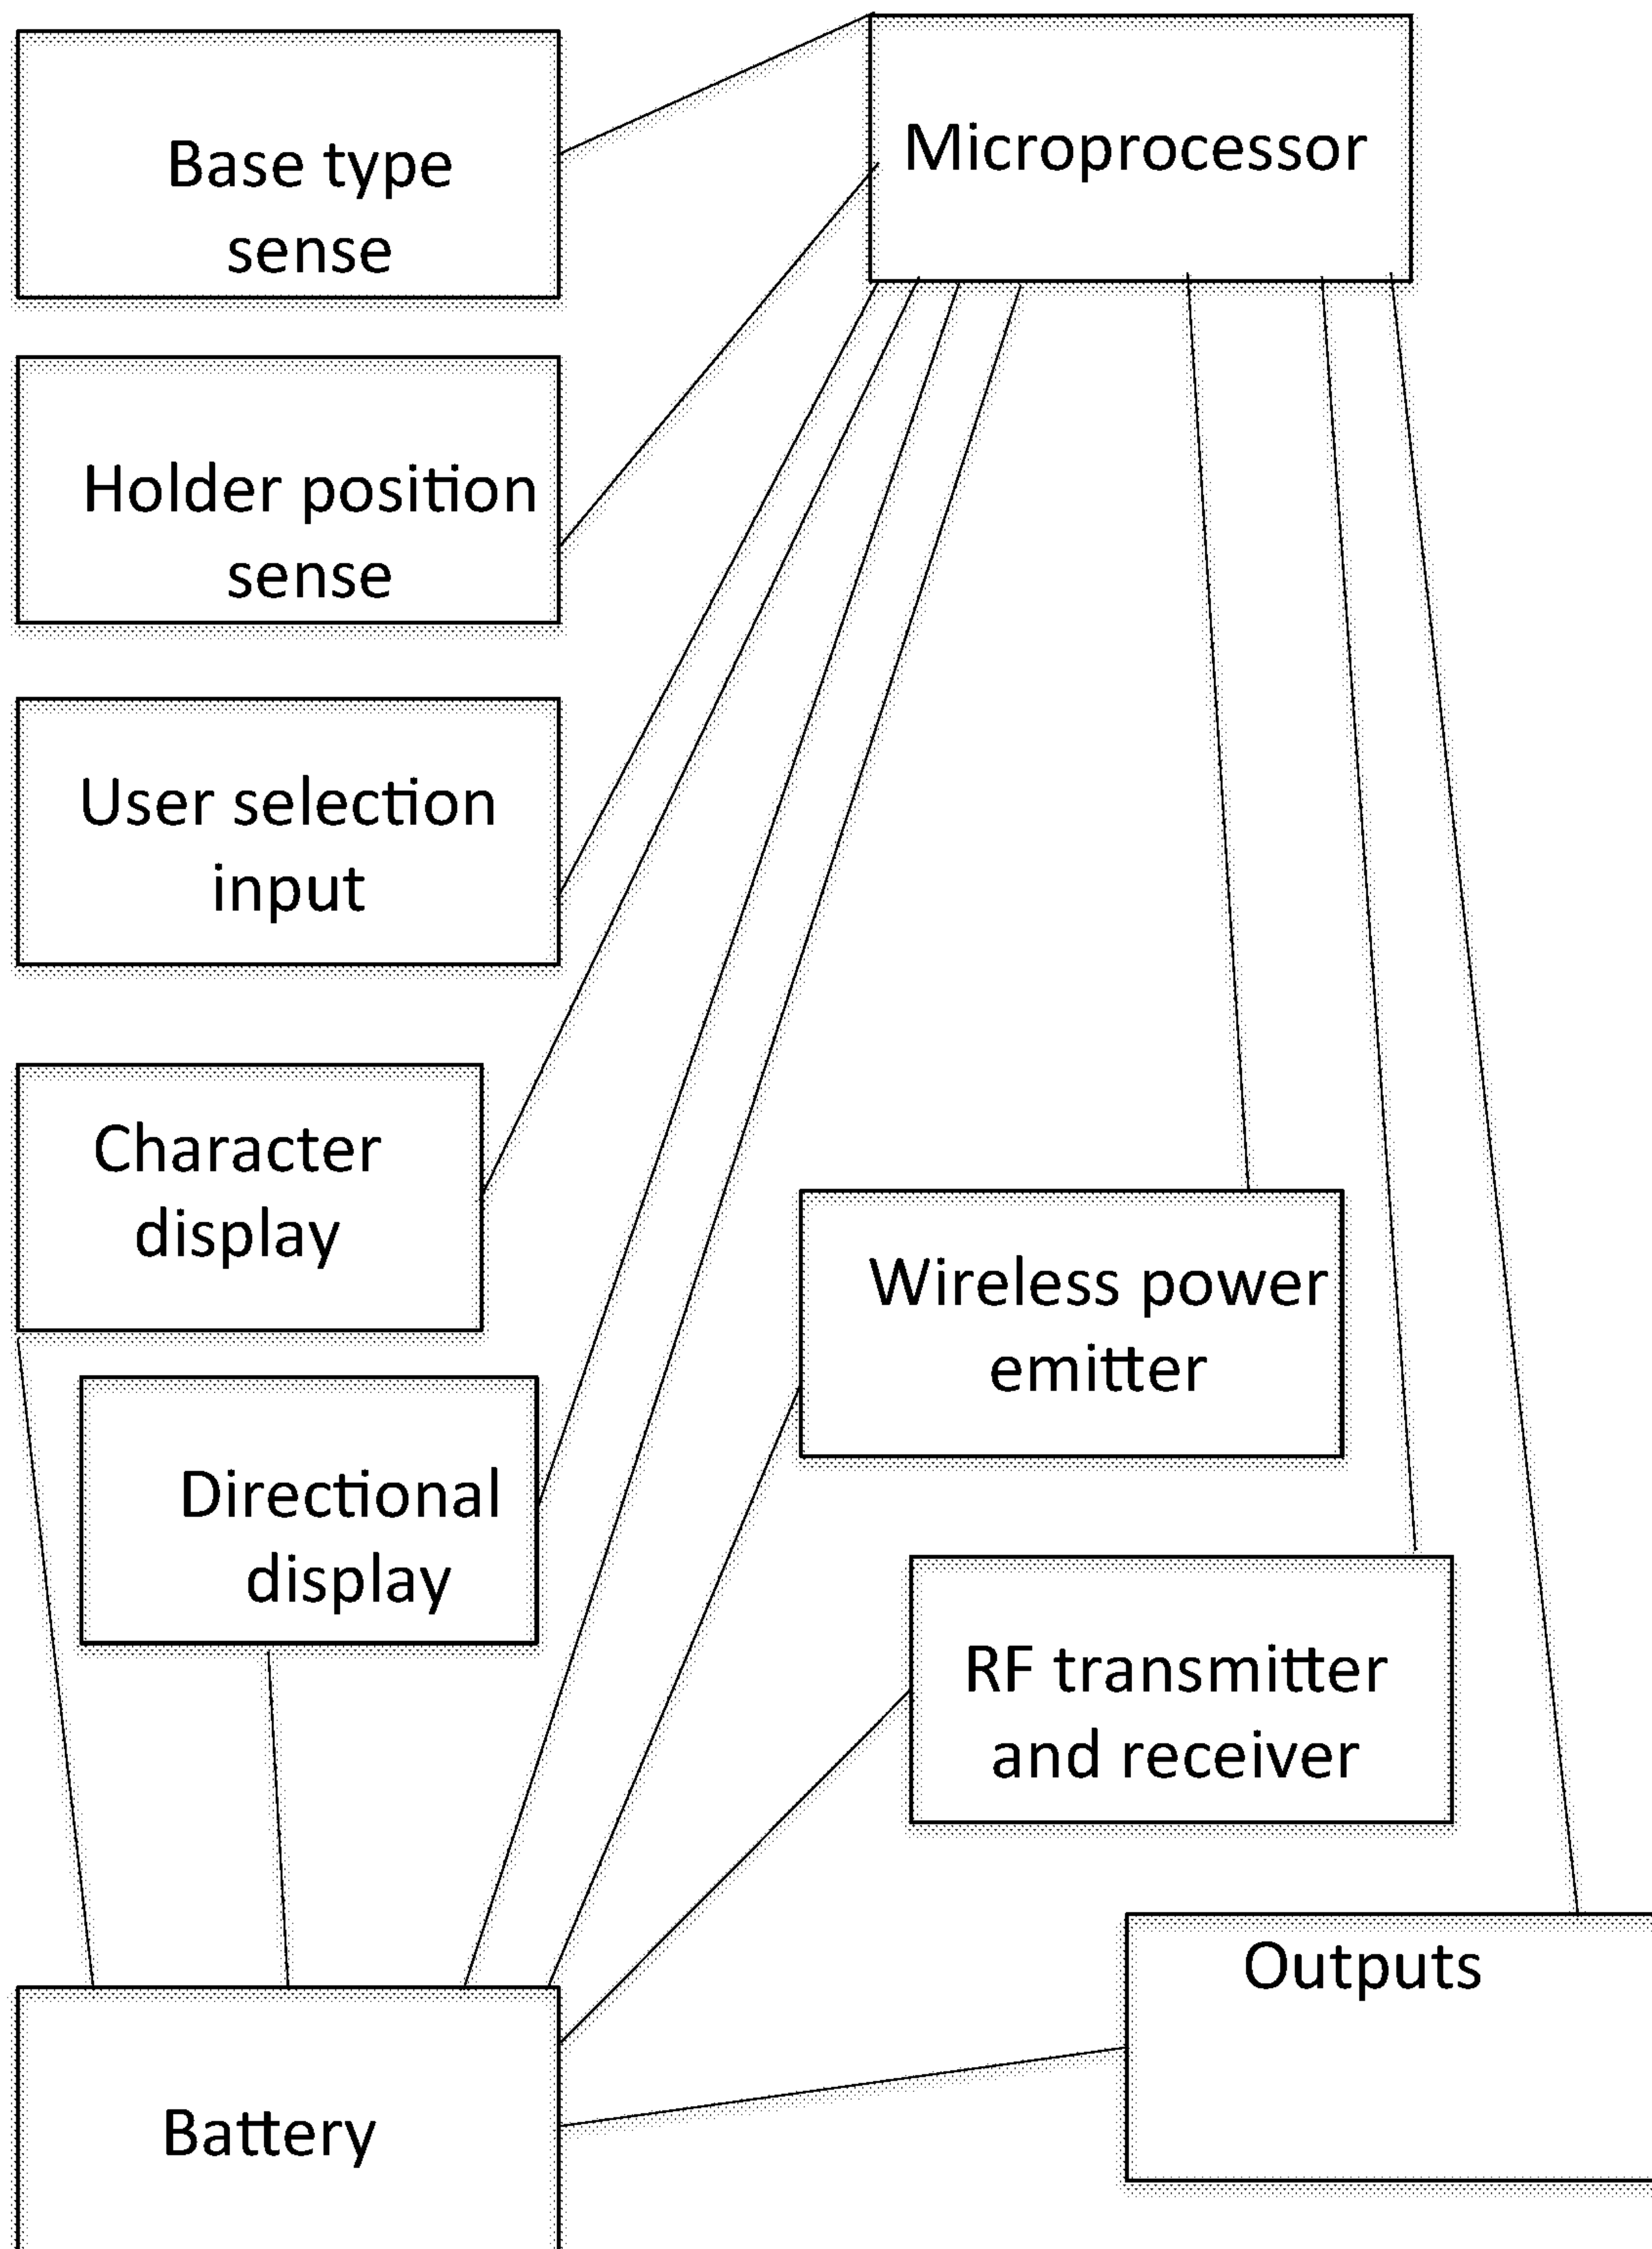 Base type
sense
Microprocessor
Holder position
sense
User selection
input
Character
display
Wireless power
emitter
Directional
display
RF transmitter
and receiver
Outputs
Battery